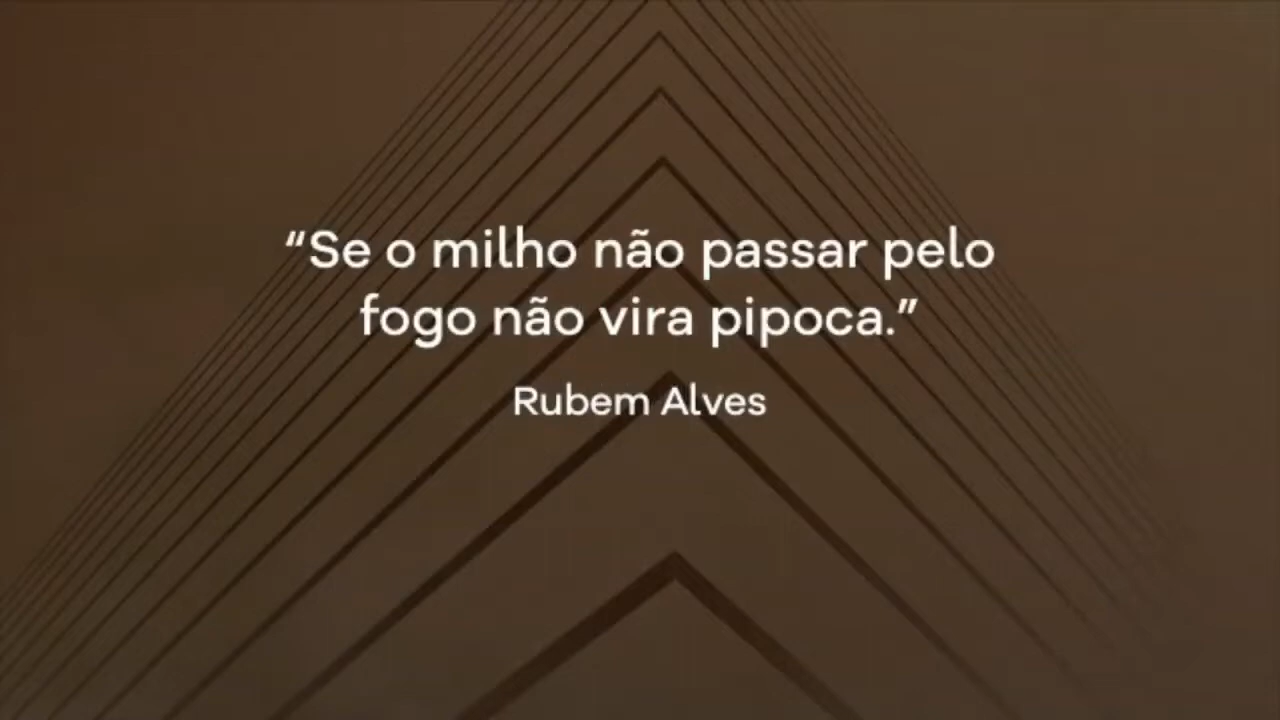 “Se o milho não passar pelo
fogo não vira pipoca.”
Rubem Alves